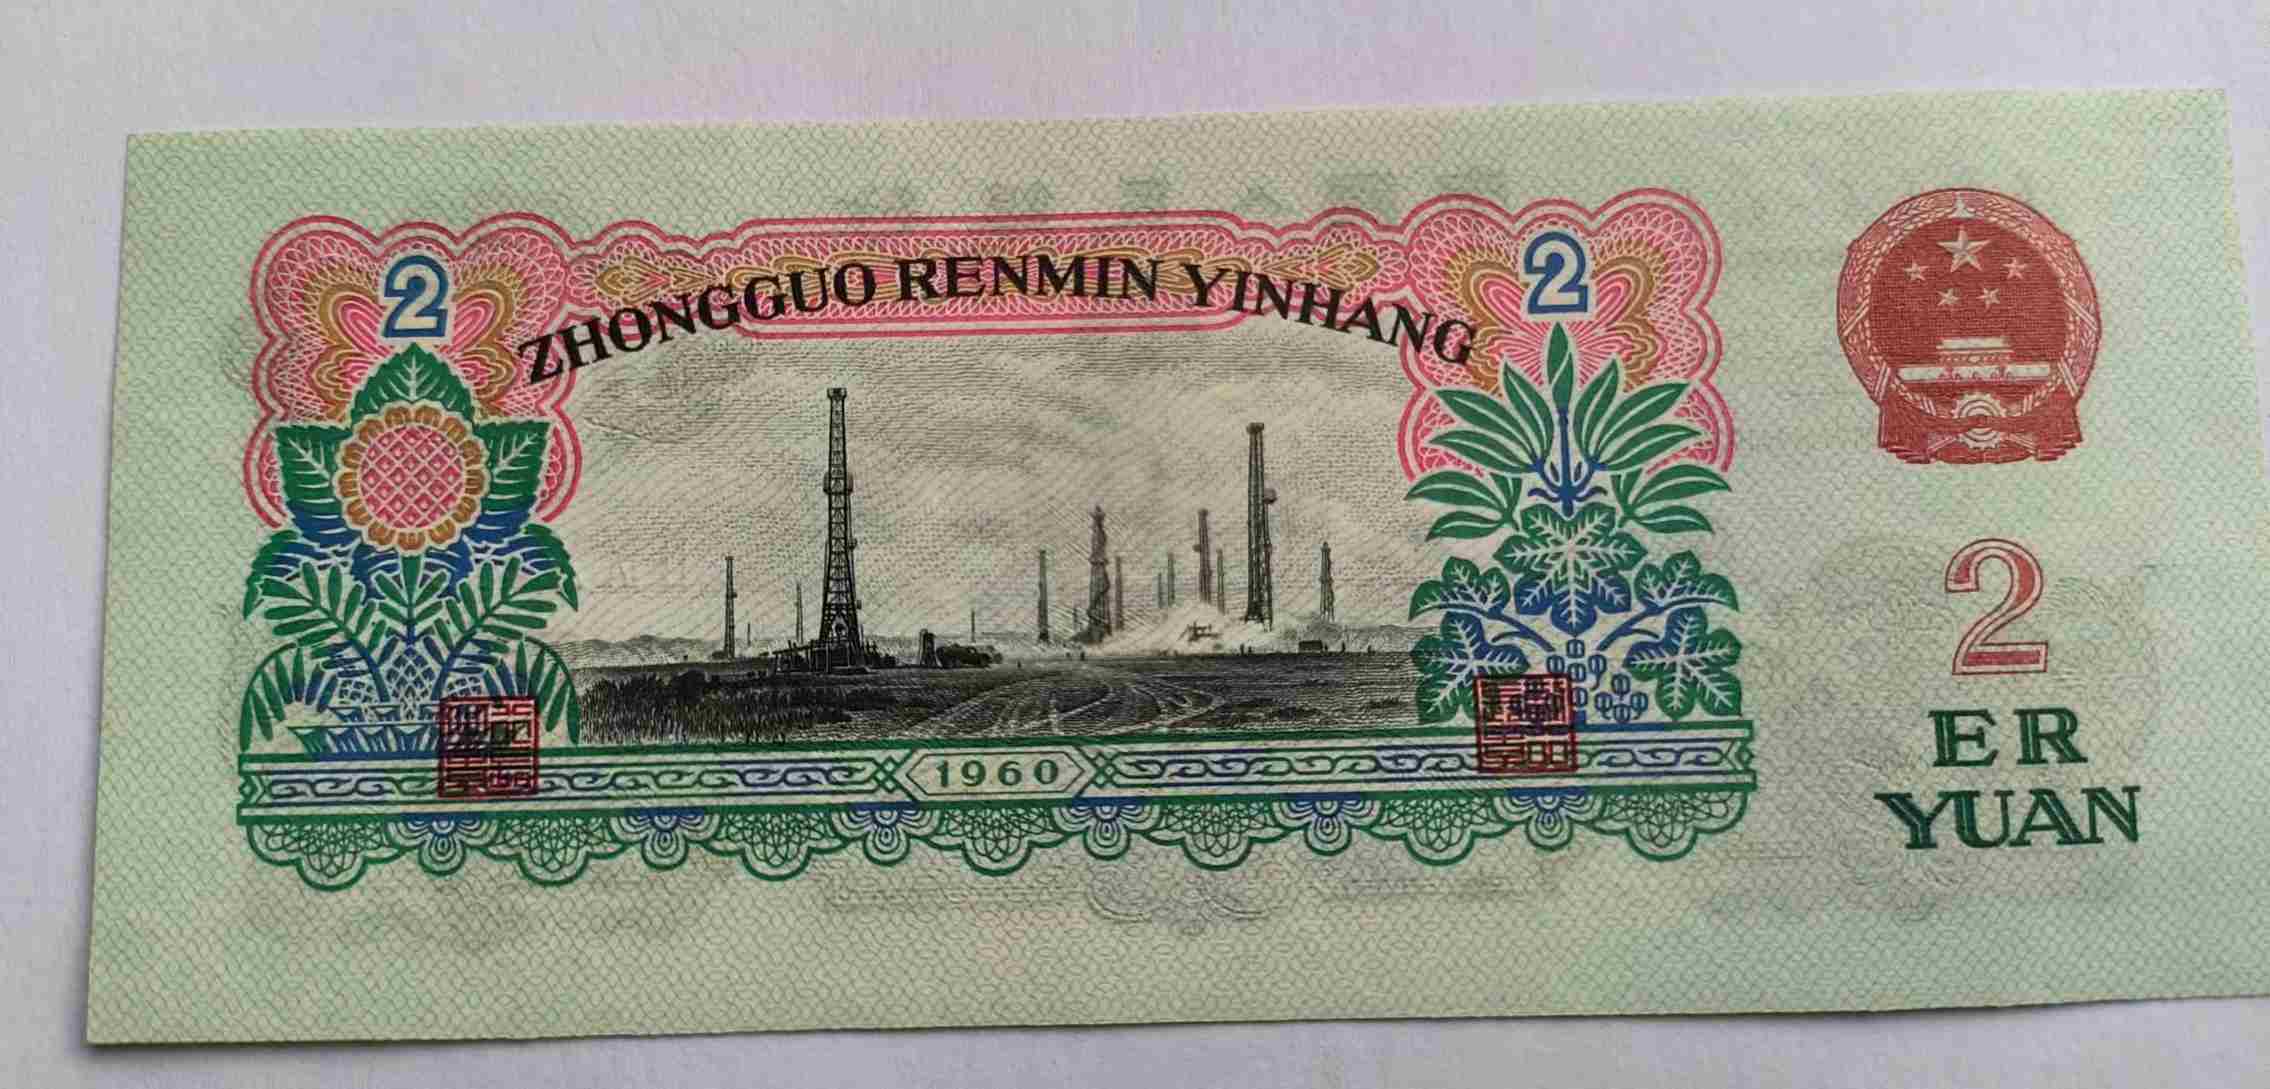 2
ZHONGGUO RENMIN YINHANG
2
1960
2
ER
YUAN